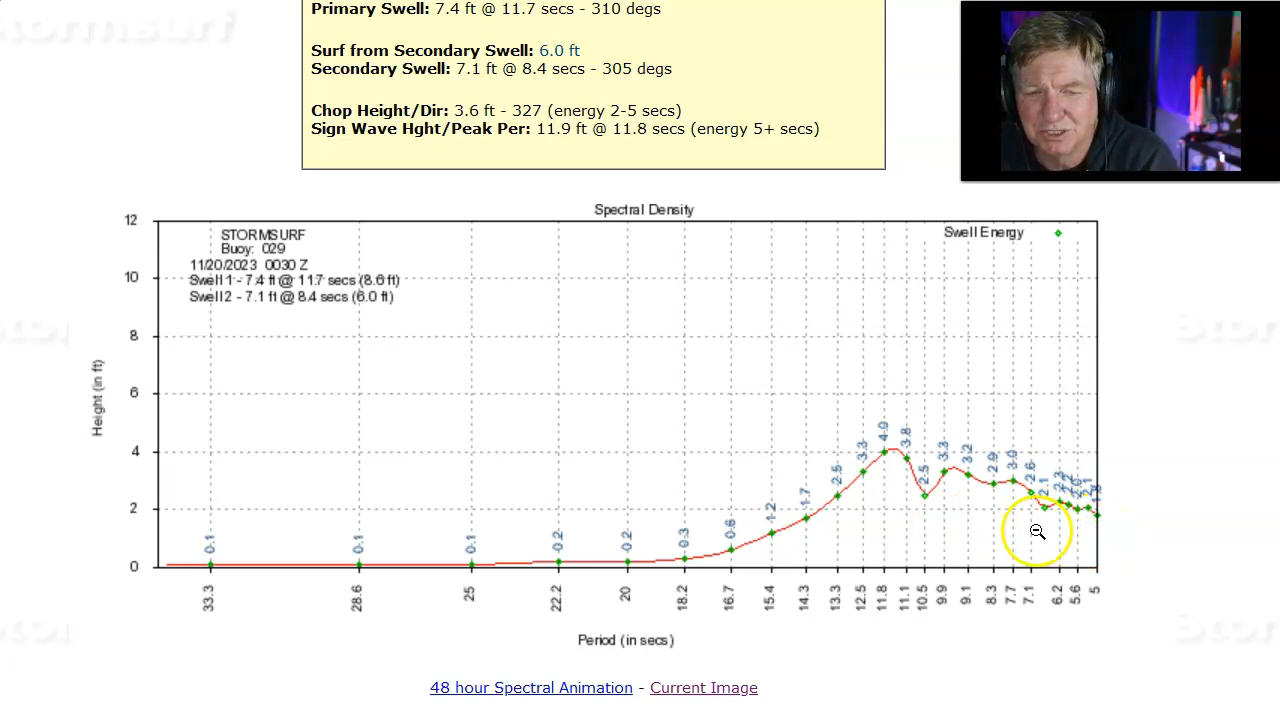 Primary Swell: 7.4 ft @ 11.7 secs - 310 degs
Surf from Secondary Swell: 6.0 ft
Secondary Swell: 7.1 ft @ 8.4 secs - 305 degs
Chop Height/Dir: 3.6 ft - 327 (energy 2-5 secs)
Sign Wave Hght/Peak Per: 11.9 ft @ 11.8 secs (energy 5+ secs)
Spectral Density
STORMSURF
Buoy: 029
11/20/2023 0030 Z
Swell 1 - 7.4 ft @ 11.7 secs (8.6 ft)
Swell 2 - 7.1 ft @ 8.4 secs (6.0 ft)
Swell Energy
Height (in ft)
12
10
8
6
4
2
0
0.1 0.1 0.1 0.2 0.2 0.3 0.6 1.2 1.7 2.5 3.3 4.0 3.8 2.5 3.3 3.2 2.9 3.0 2.6 2.1 2.3 2.2 2.0 2.1 1.8
33.3 28.6 25 22.2 20 18.2 16.7 15.4 14.3 13.3 12.5 11.8 11.1 10.5 9.9 9.1 8.3 7.7 7.1 6.2 5.6 5
Period (in secs)
48 hour Spectral Animation - Current Image